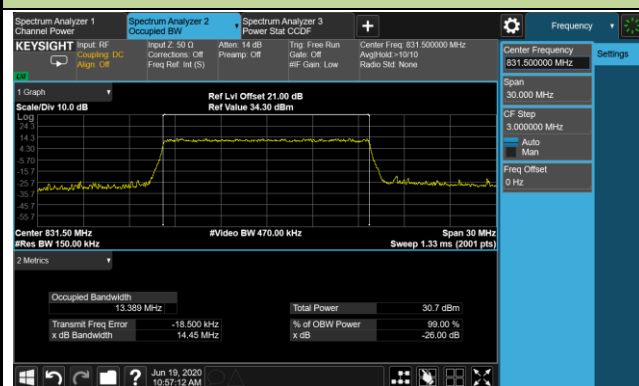 Spectrum Analyzer 1
Channel Power
Spectrum Analyzer 2
Occupied BW
Spectrum Analyzer 3
Power Stat CCDF
+
Frequency
KEYSIGHT
Input: RF
Coupling: DC
Align: Off
Input Z: 50 Ω
Corrections: Off
Freq Ref: Int (S)
Atten: 14 dB
Preamp: Off
Trig: Free Run
Gate: Off
#IF Gain: Low
Center Freq: 831.500000 MHz
Avg|Hold:>10/10
Radio Std: None
Center Frequency
831.500000 MHz
Settings
Span
30.000 MHz
CF Step
3.000000 MHz
Auto
Man
Freq Offset
0 Hz
1 Graph
Scale/Div 10.0 dB
Ref Lvl Offset 21.00 dB
Ref Value 34.30 dBm
Log
24.3
14.3
4.30
-5.70
-15.7
-25.7
-35.7
-45.7
-55.7
Center 831.50 MHz
#Video BW 470.00 kHz
Span 30 MHz
#Res BW 150.00 kHz
Sweep 1.33 ms (2001 pts)
2 Metrics
Occupied Bandwidth
13.389 MHz
Total Power
30.7 dBm
Transmit Freq Error
-18.500 kHz
% of OBW Power
99.00 %
x dB Bandwidth
14.45 MHz
x dB
-26.00 dB
?
Jun 19, 2020
10:57:12 AM